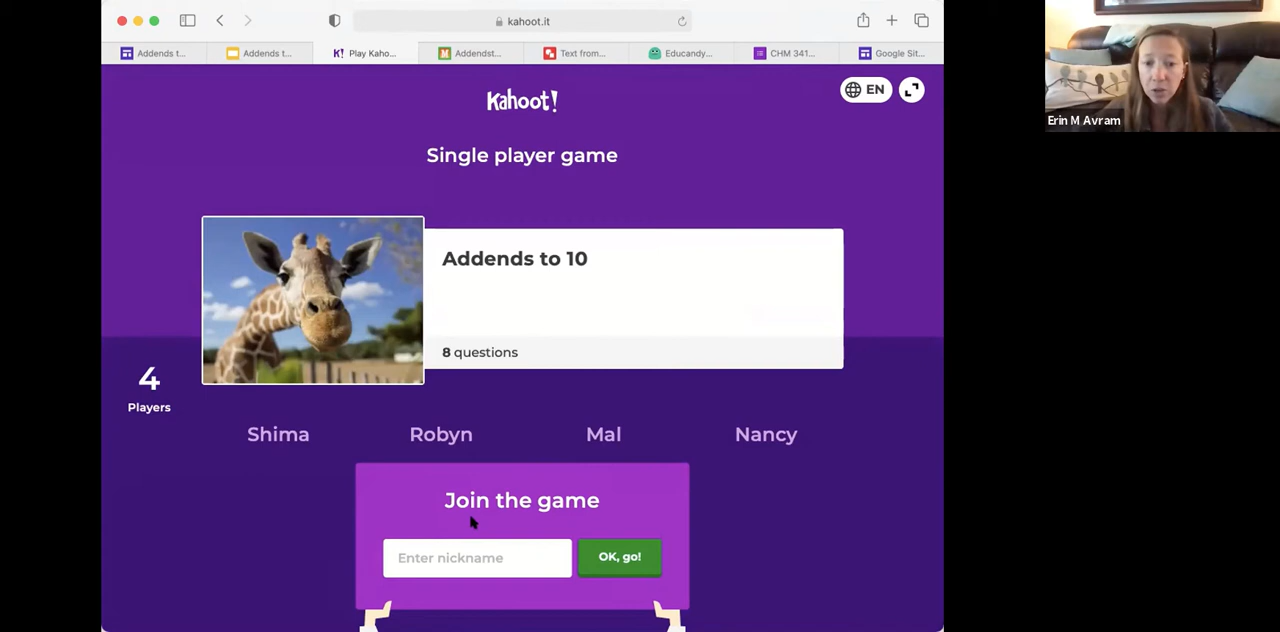 kahoot.it
Addends t...
Addends t...
K! Play Kaho...
Addendst...
Text from...
Educandy...
CHM 341...
Google Sit...
Kahoot!
EN
Single player game
Addends to 10
8 questions
4
Players
Shima
Robyn
Mal
Nancy
Join the game
Enter nickname
OK, go!
Erin M Avram